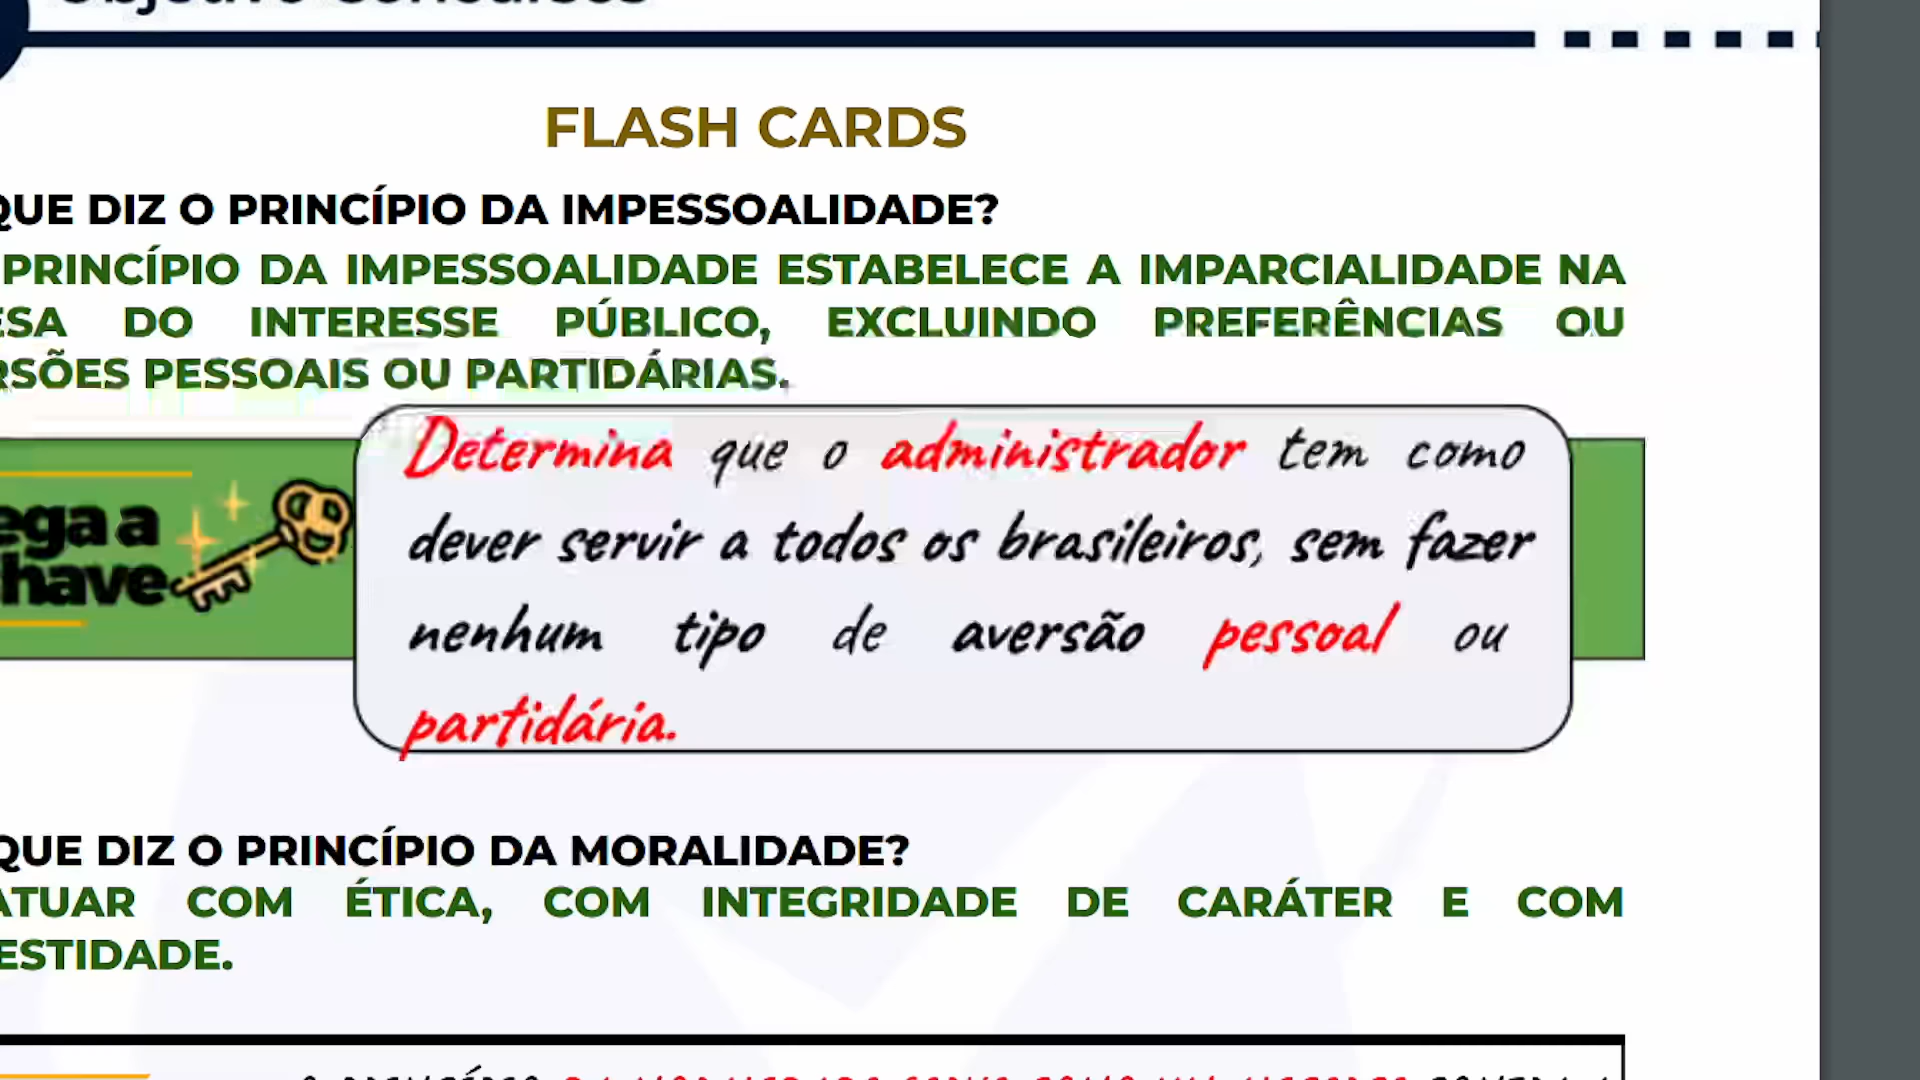 FLASH CARDS
QUE DIZ O PRINCÍPIO DA IMPESSOALIDADE?
PRINCÍPIO DA IMPESSOALIDADE ESTABELECE A IMPARCIALIDADE NA
ESA DO INTERESSE PÚBLICO, EXCLUINDO PREFERÊNCIAS OU
RSÕES PESSOAIS OU PARTIDÁRIAS.
Determina que o administrador tem como
dever servir a todos os brasileiros, sem fazer
nenhum tipo de aversão pessoal ou
partidária.
ega a
have
QUE DIZ O PRINCÍPIO DA MORALIDADE?
ATUAR COM ÉTICA, COM INTEGRIDADE DE CARÁTER E COM
ESTIDADE.